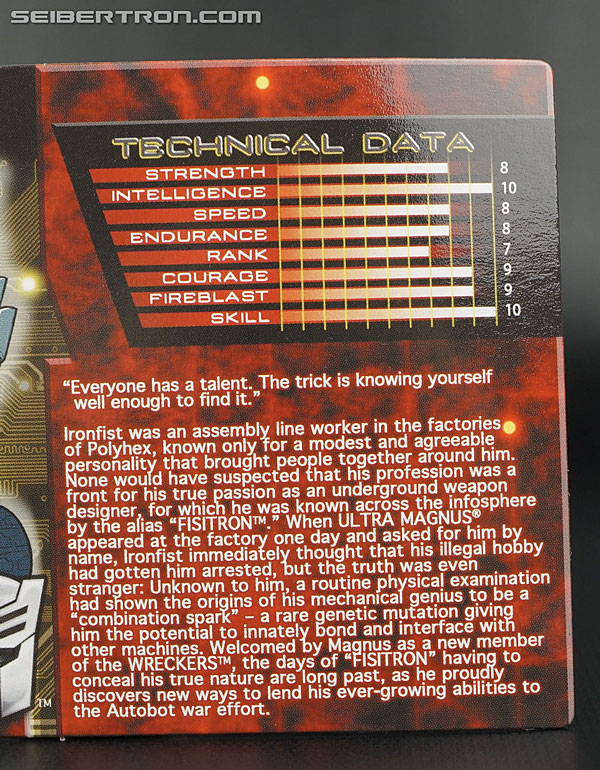 SEIBERTRON.COM
TECHNICAL DATA
STRENGTH 8
INTELLIGENCE 10
SPEED 8
ENDURANCE 8
RANK 7
COURAGE 9
FIREBLAST 9
SKILL 10
“Everyone has a talent. The trick is knowing yourself
well enough to find it.”
Ironfist was an assembly line worker in the factories
of Polyhex, known only for a modest and agreeable
personality that brought people together around him.
None would have suspected that his profession was a
front for his true passion as an underground weapon
designer, for which he was known across the infosphere
by the alias “FISITRON™.” When ULTRA MAGNUS®
appeared at the factory one day and asked for him by
name, Ironfist immediately thought that his illegal hobby
had gotten him arrested, but the truth was even
stranger: Unknown to him, a routine physical examination
had shown the origins of his mechanical genius to be a
“combination spark” – a rare genetic mutation giving
him the potential to innately bond and interface with
other machines. Welcomed by Magnus as a new member
of the WRECKERS™, the days of “FISITRON” having to
conceal his true nature are long past, as he proudly
discovers new ways to lend his ever-growing abilities to
the Autobot war effort.
TM